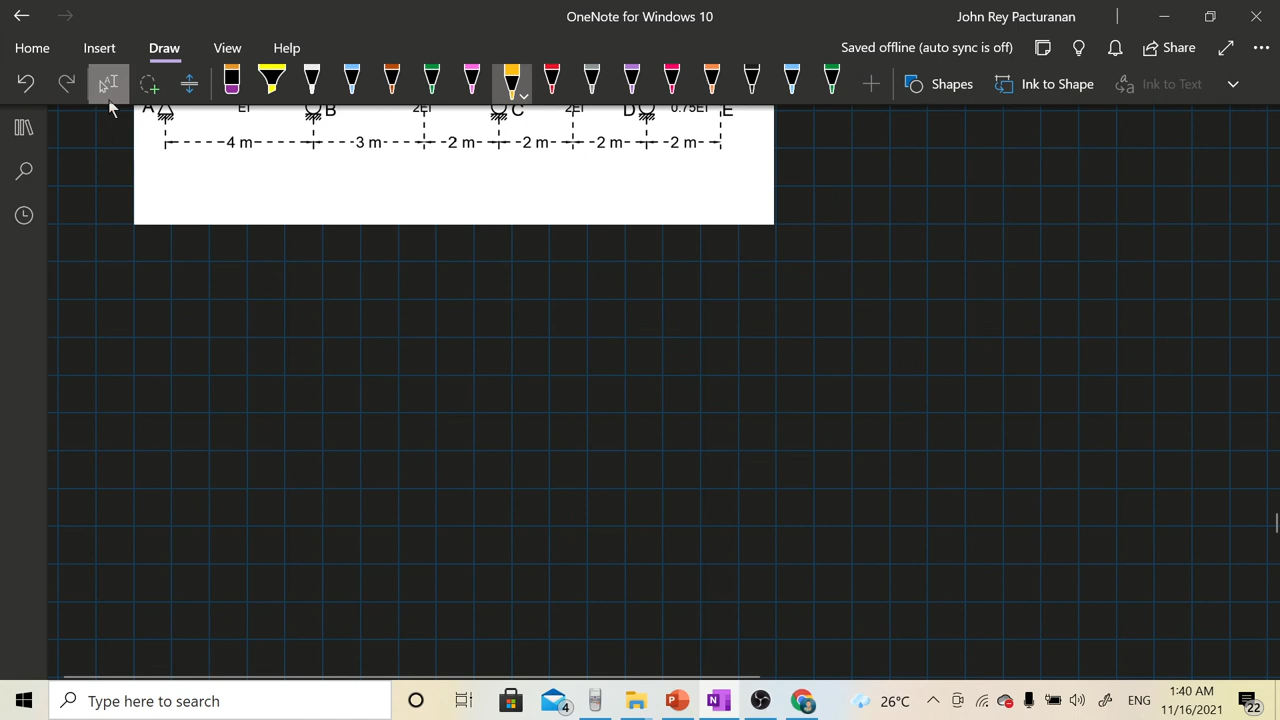 OneNote for Windows 10
John Rey Pacturanan
Home
Insert
Draw
View
Help
Saved offline (auto sync is off)
Share
Shapes
Ink to Shape
Ink to Text
A
EI
B
2EI
C
2EI
D
0.75EI
E
4 m
3 m
2 m
2 m
2 m
2 m
Type here to search
4
26°C
ENG
1:40 AM
11/16/2021
22